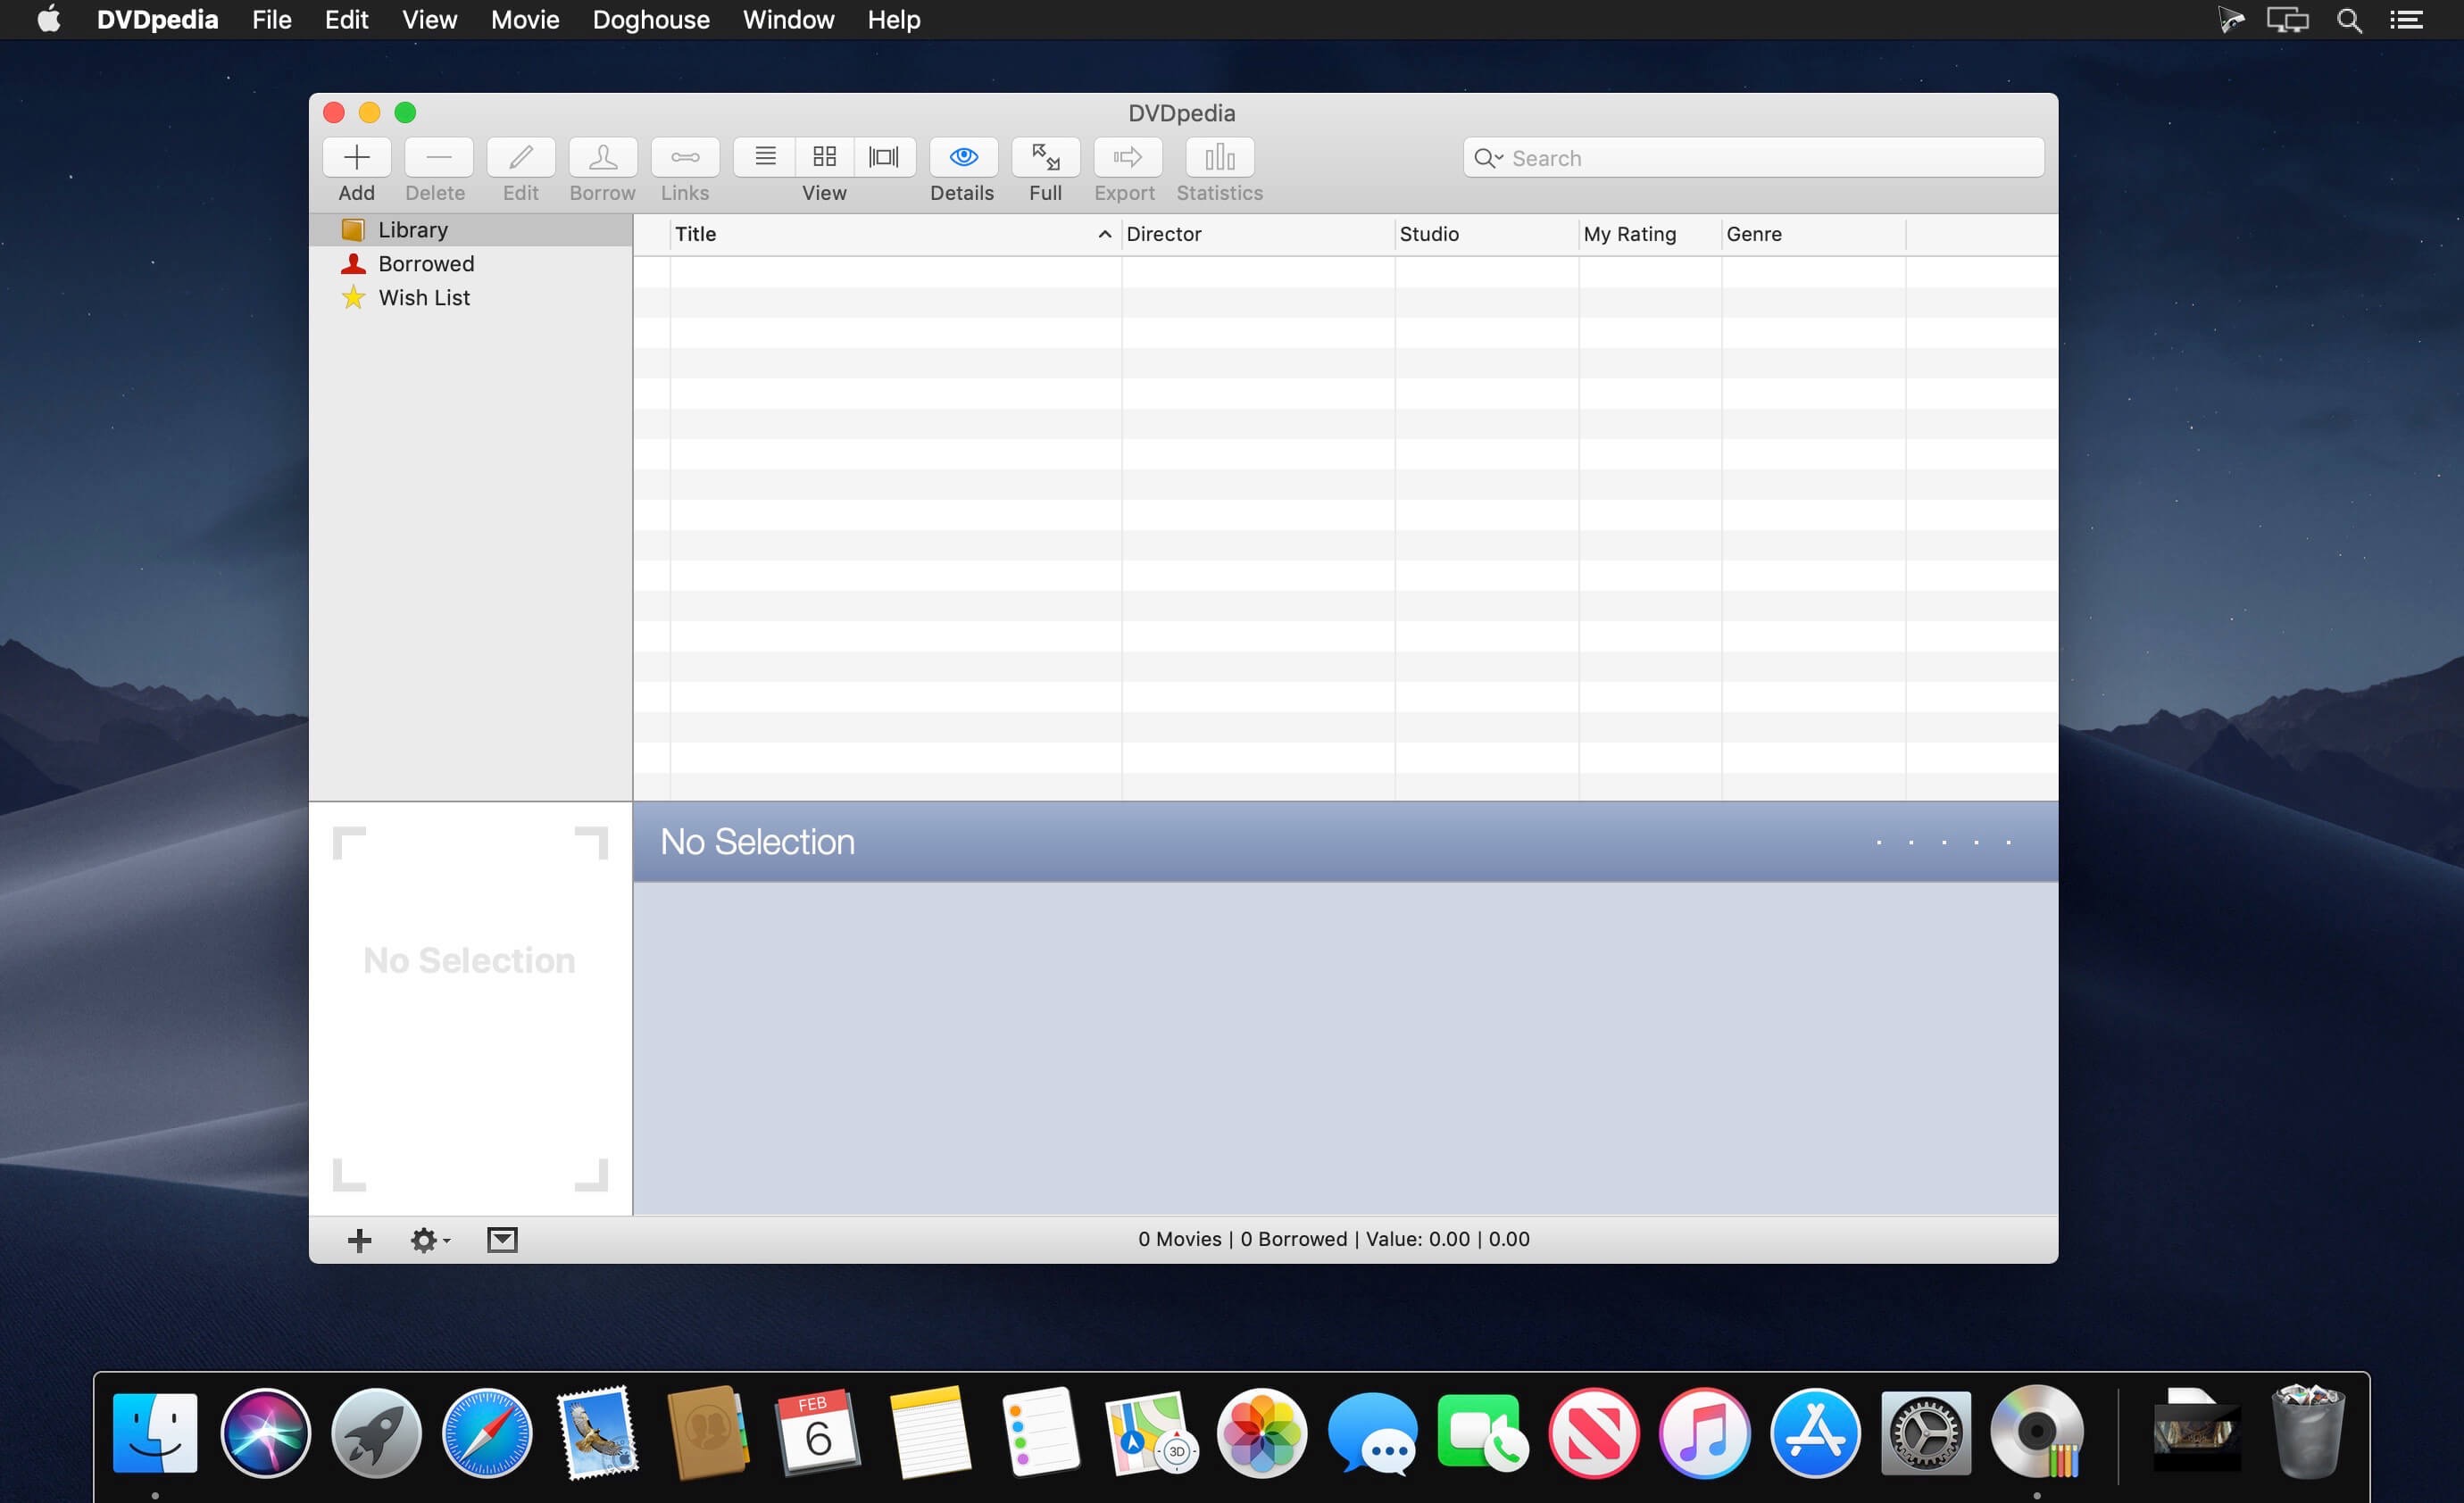 DVDpedia File Edit View Movie Doghouse Window Help
DVDpedia
Search
Add Delete Edit Borrow Links View Details Full Export Statistics
Library
Borrowed
Wish List
Title Director Studio My Rating Genre
No Selection
No Selection
0 Movies | 0 Borrowed | Value: 0.00 | 0.00
FEB
6
3D